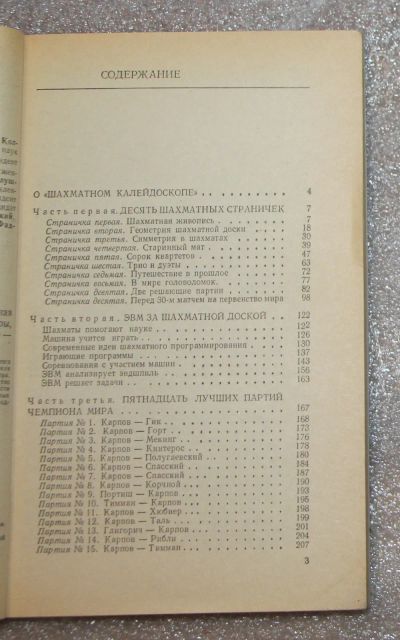 СОДЕРЖАНИЕ
О «ШАХМАТНОМ КАЛЕЙДОСКОПЕ» . . . . . . . . . . 4
Часть первая. ДЕСЯТЬ ШАХМАТНЫХ СТРАНИЧЕК 7
Страничка первая. Шахматная живопись . . . . . . 7
Страничка вторая. Геометрия шахматной доски . . . . 18
Страничка третья. Симметрия в шахматах . . . . . 30
Страничка четвертая. Старинный мат . . . . . . . 39
Страничка пятая. Сорок квартетов . . . . . . . 47
Страничка шестая. Трио и дуэты . . . . . . . . 63
Страничка седьмая. Путешествие в прошлое . . . . 72
Страничка восьмая. В мире головоломок. . . . . . 77
Страничка девятая. Две решающие партии . . . . . 82
Страничка десятая. Перед 30-м матчем на первенство мира 98
Часть вторая. ЭВМ ЗА ШАХМАТНОЙ ДОСКОЙ . . 122
Шахматы помогают науке . . . . . . . . . . 122
Машина учится играть . . . . . . . . . . . 126
Современные идеи шахматного программирования . . . . 130
Играющие программы . . . . . . . . . . . 137
Соревнования с участием машин . . . . . . . . 143
ЭВМ анализирует эндшпиль . . . . . . . . . 156
ЭВМ решает задачи . . . . . . . . . . . . 163
Часть третья. ПЯТНАДЦАТЬ ЛУЧШИХ ПАРТИЙ
ЧЕМПИОНА МИРА . . . . . . . . . . . . . 167
Партия № 1. Карпов — Гик . . . . . . . . . . 168
Партия № 2. Карпов — Горт . . . . . . . . . 173
Партия № 3. Карпов — Мекинг . . . . . . . . 176
Партия № 4. Карпов — Кинтерос . . . . . . . 178
Партия № 5. Карпов — Полугаевский . . . . . . 180
Партия № 6. Карпов — Спасский . . . . . . . 184
Партия № 7. Карпов — Спасский . . . . . . . 187
Партия № 8. Карпов — Корчной . . . . . . . . 190
Партия № 9. Портиш — Карпов . . . . . . . . 193
Партия № 10. Тимман — Карпов . . . . . . . . 195
Партия № 11. Карпов — Хюбнер . . . . . . . . 198
Партия № 12. Карпов — Таль . . . . . . . . . 199
Партия № 13. Глигорич — Карпов . . . . . . . 201
Партия № 14. Карпов — Рибли . . . . . . . . 204
Партия № 15. Карпов — Тимман . . . . . . . . 207
3